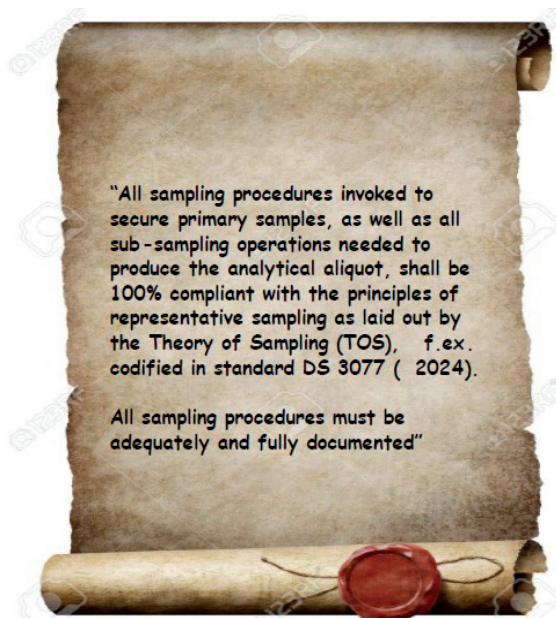 “All sampling procedures invoked to
secure primary samples, as well as all
sub-sampling operations needed to
produce the analytical aliquot, shall be
100% compliant with the principles of
representative sampling as laid out by
the Theory of Sampling (TOS), f.ex.
codified in standard DS 3077 ( 2024).
All sampling procedures must be
adequately and fully documented”